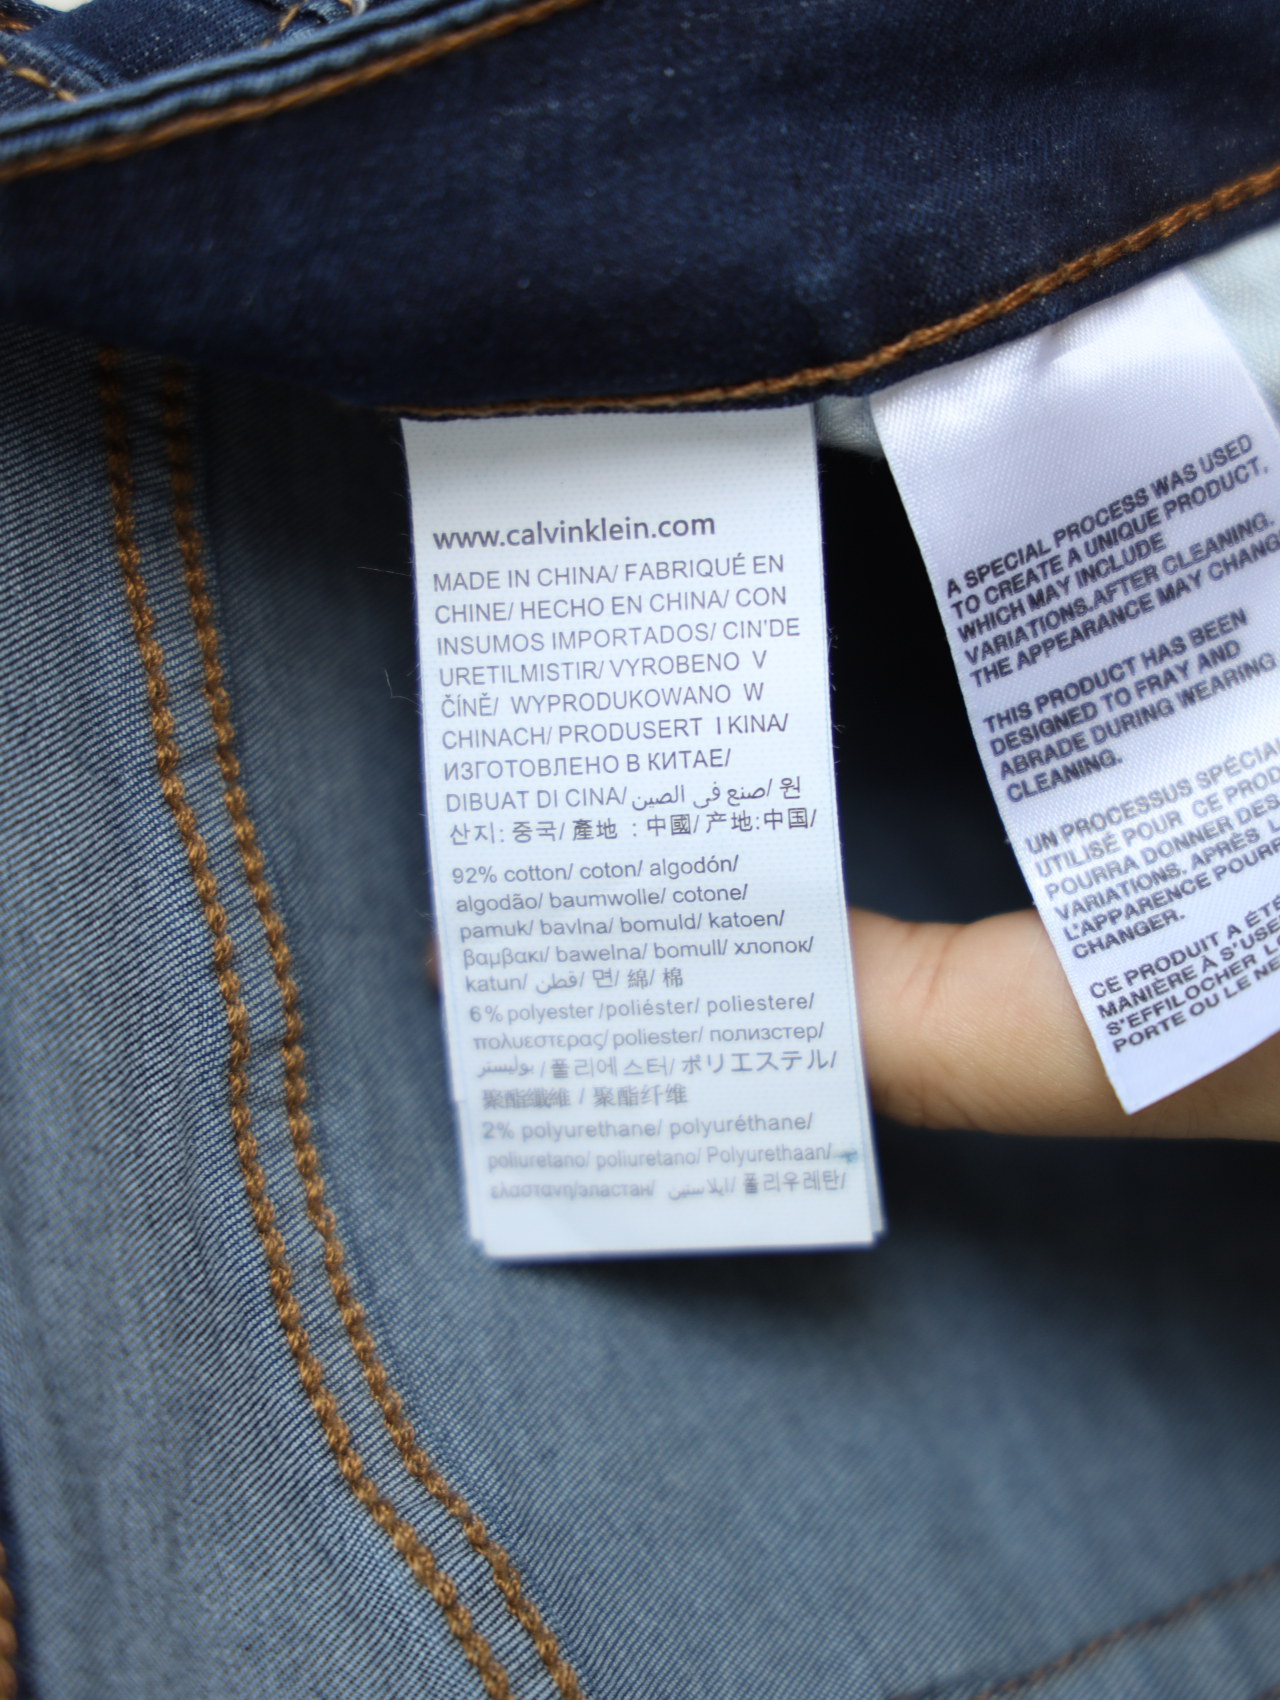 www.calvinklein.com
MADE IN CHINA/ FABRIQUÉ EN
CHINE/ HECHO EN CHINA/ CON
INSUMOS IMPORTADOS/ CIN'DE
URETILMISTIR/ VYROBENO V
ČÍNĚ/ WYPRODUKOWANO W
CHINACH/ PRODUSERT I KINA/
ИЗГОТОВЛЕНО В КИТАЕ/
DIBUAT DI CINA/ صنع في الصين/ 원
산지: 중국/ 產地 : 中國/ 产地:中国/
92% cotton/ coton/ algodón/
algodão/ baumwolle/ cotone/
pamuk/ bavlna/ bomuld/ katoen/
βαμβακι/ bawelna/ bomull/ хлопок/
katun/ قطن/ 면/ 綿/ 棉
6% polyester /poliéster/ poliestere/
πολυεστερας/ poliester/ полизстер/
بوليستر / 폴리에스터/ ポリエステル/
聚酯纖維 / 聚酯纤维
2% polyurethane/ polyuréthane/
poliuretano/ poliuretano/ Polyurethaan/
ελαστανη/эластан/ ايلاستين/ 폴리우레탄/
A SPECIAL PROCESS WAS USED
TO CREATE A UNIQUE PRODUCT,
WHICH MAY INCLUDE
VARIATIONS.AFTER CLEANING.
THE APPEARANCE MAY CHANG
THIS PRODUCT HAS BEEN
DESIGNED TO FRAY AND
ABRADE DURING WEARING
CLEANING.
UN PROCESSUS SPÉCIA
UTILISÉ POUR CE PROD
POURRA DONNER DES
VARIATIONS. APRÈS L
L'APPARENCE POURR
CHANGER.
CE PRODUIT A ÉTÉ
MANIÈRE À S'USE
S'EFFILOCHER L
PORTE OU LE NE